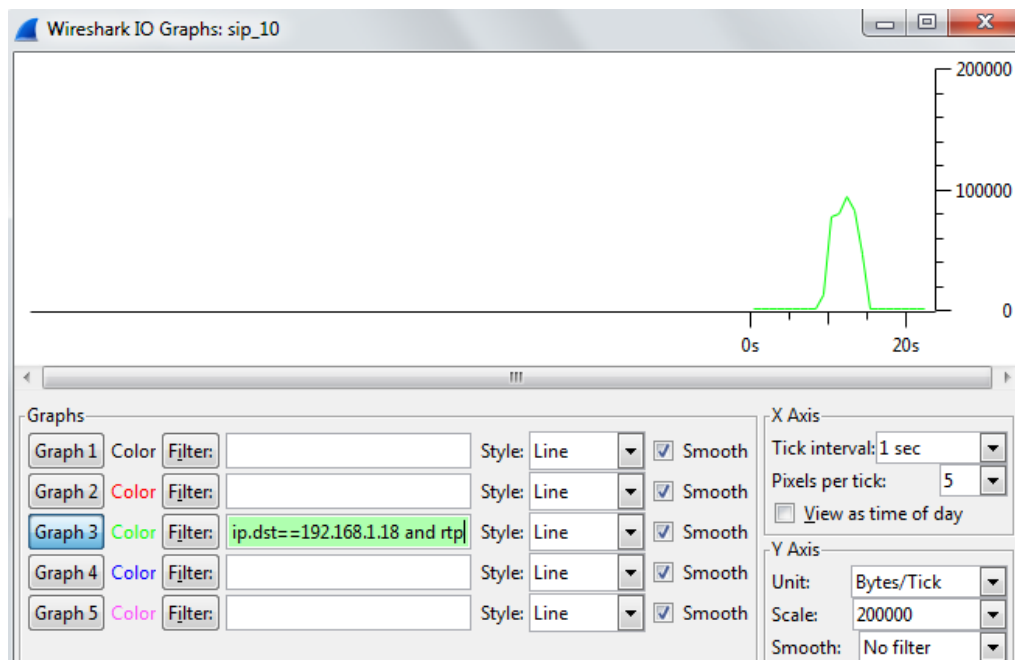 Wireshark IO Graphs: sip_10
200000
100000
0
0s 20s
Graphs
Graph 1 Color Filter: Style: Line Smooth
Graph 2 Color Filter: Style: Line Smooth
Graph 3 Color Filter: ip.dst==192.168.1.18 and rtp Style: Line Smooth
Graph 4 Color Filter: Style: Line Smooth
Graph 5 Color Filter: Style: Line Smooth
X Axis
Tick interval: 1 sec
Pixels per tick: 5
View as time of day
Y Axis
Unit: Bytes/Tick
Scale: 200000
Smooth: No filter